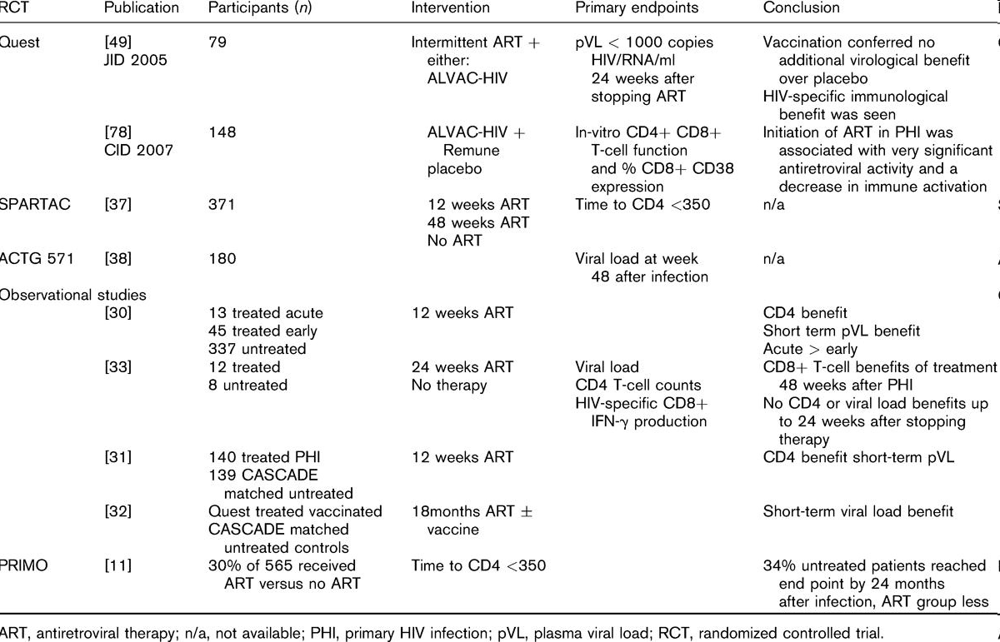 RCT Publication Participants (n) Intervention Primary endpoints Conclusion
Quest [49] 79 Intermittent ART + pVL < 1000 copies Vaccination conferred no
JID 2005 either: HIV/RNA/ml additional virological benefit
ALVAC-HIV 24 weeks after over placebo
stopping ART HIV-specific immunological
benefit was seen
[78] 148 ALVAC-HIV + In-vitro CD4+ CD8+ Initiation of ART in PHI was
CID 2007 Remune T-cell function associated with very significant
placebo and % CD8+ CD38 antiretroviral activity and a
expression decrease in immune activation
SPARTAC [37] 371 12 weeks ART Time to CD4 <350 n/a
48 weeks ART
No ART
ACTG 571 [38] 180 Viral load at week n/a
48 after infection
Observational studies
[30] 13 treated acute 12 weeks ART CD4 benefit
45 treated early Short term pVL benefit
337 untreated Acute > early
[33] 12 treated 24 weeks ART Viral load CD8+ T-cell benefits of treatment
8 untreated No therapy CD4 T-cell counts 48 weeks after PHI
HIV-specific CD8+ No CD4 or viral load benefits up
IFN-γ production to 24 weeks after stopping
therapy
[31] 140 treated PHI 12 weeks ART CD4 benefit short-term pVL
139 CASCADE
matched untreated
[32] Quest treated vaccinated 18months ART ± Short-term viral load benefit
CASCADE matched vaccine
untreated controls
PRIMO [11] 30% of 565 received Time to CD4 <350 34% untreated patients reached
ART versus no ART end point by 24 months
after infection, ART group less
ART, antiretroviral therapy; n/a, not available; PHI, primary HIV infection; pVL, plasma viral load; RCT, randomized controlled trial.